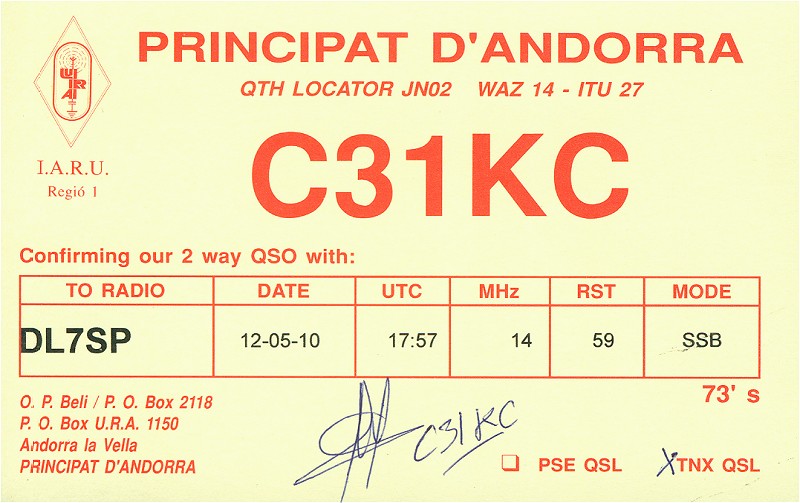 PRINCIPAT D'ANDORRA
QTH LOCATOR JN02 WAZ 14 - ITU 27
URA
I.A.R.U.
Regió 1
C31KC
Confirming our 2 way QSO with:
TO RADIO DATE UTC MHz RST MODE
DL7SP 12-05-10 17:57 14 59 SSB
73' s
O. P. Beli / P. O. Box 2118
P. O. Box U.R.A. 1150
Andorra la Vella
PRINCIPAT D'ANDORRA
C31KC
PSE QSL X TNX QSL